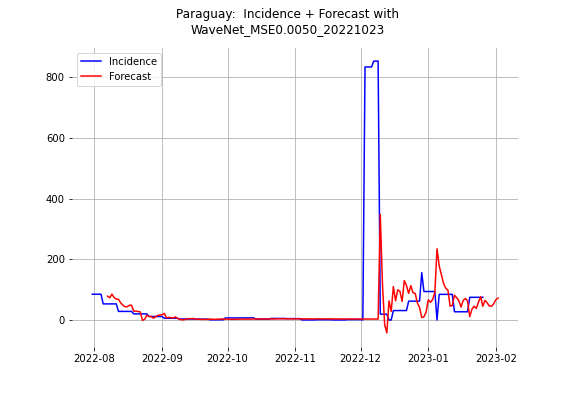 Paraguay:  Incidence + Forecast with
WaveNet_MSE0.0050_20221023
Incidence
Forecast
800
600
400
200
0
2022-08 2022-09 2022-10 2022-11 2022-12 2023-01 2023-02